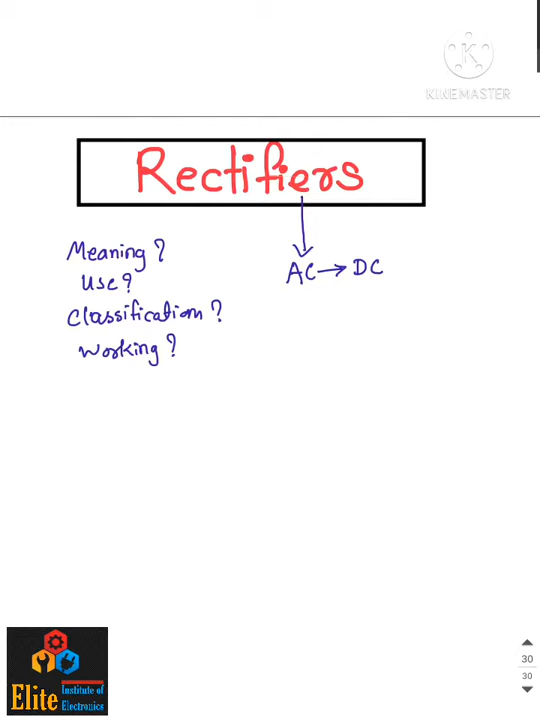 KINEMASTER
Rectifiers
Meaning ?
AC → DC
Use ?
Classification ?
Working ?
Elite Institute of
Electronics
30
30